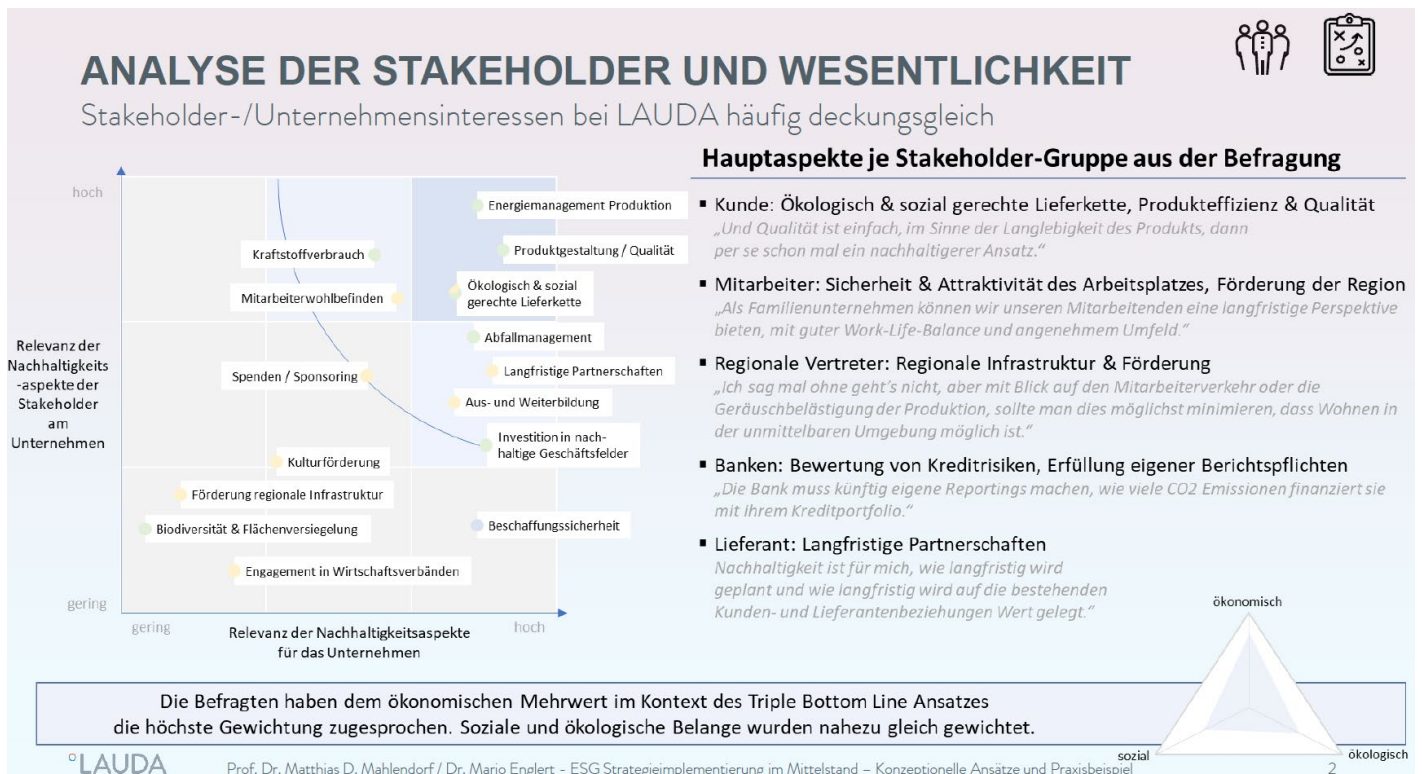 ANALYSE DER STAKEHOLDER UND WESENTLICHKEIT
Stakeholder-/Unternehmensinteressen bei LAUDA häufig deckungsgleich
hoch
Relevanz der
Nachhaltigkeits
-aspekte der
Stakeholder
am
Unternehmen
gering
Energiemanagement Produktion
Kraftstoffverbrauch
Produktgestaltung / Qualität
Mitarbeiterwohlbefinden
Ökologisch & sozial
gerechte Lieferkette
Abfallmanagement
Spenden / Sponsoring
Langfristige Partnerschaften
Aus- und Weiterbildung
Investition in nach-
haltige Geschäftsfelder
Kulturförderung
Förderung regionale Infrastruktur
Biodiversität & Flächenversiegelung
Beschaffungssicherheit
Engagement in Wirtschaftsverbänden
gering
Relevanz der Nachhaltigkeitsaspekte
für das Unternehmen
hoch
Hauptaspekte je Stakeholder-Gruppe aus der Befragung
▪ Kunde: Ökologisch & sozial gerechte Lieferkette, Produkteffizienz & Qualität
„Und Qualität ist einfach, im Sinne der Langlebigkeit des Produkts, dann
per se schon mal ein nachhaltigerer Ansatz.“
▪ Mitarbeiter: Sicherheit & Attraktivität des Arbeitsplatzes, Förderung der Region
„Als Familienunternehmen können wir unseren Mitarbeitenden eine langfristige Perspektive
bieten, mit guter Work-Life-Balance und angenehmem Umfeld.“
▪ Regionale Vertreter: Regionale Infrastruktur & Förderung
„Ich sag mal ohne geht’s nicht, aber mit Blick auf den Mitarbeiterverkehr oder die
Geräuschbelästigung der Produktion, sollte man dies möglichst minimieren, dass Wohnen in
der unmittelbaren Umgebung möglich ist.“
▪ Banken: Bewertung von Kreditrisiken, Erfüllung eigener Berichtspflichten
„Die Bank muss künftig eigene Reportings machen, wie viele CO2 Emissionen finanziert sie
mit ihrem Kreditportfolio.“
▪ Lieferant: Langfristige Partnerschaften
Nachhaltigkeit ist für mich, wie langfristig wird
geplant und wie langfristig wird auf die bestehenden
Kunden- und Lieferantenbeziehungen Wert gelegt.“
ökonomisch
sozial
ökologisch
Die Befragten haben dem ökonomischen Mehrwert im Kontext des Triple Bottom Line Ansatzes
die höchste Gewichtung zugesprochen. Soziale und ökologische Belange wurden nahezu gleich gewichtet.
°LAUDA
Prof. Dr. Matthias D. Mahlendorf / Dr. Mario Englert - ESG Strategieimplementierung im Mittelstand – Konzeptionelle Ansätze und Praxisbeispiel
2